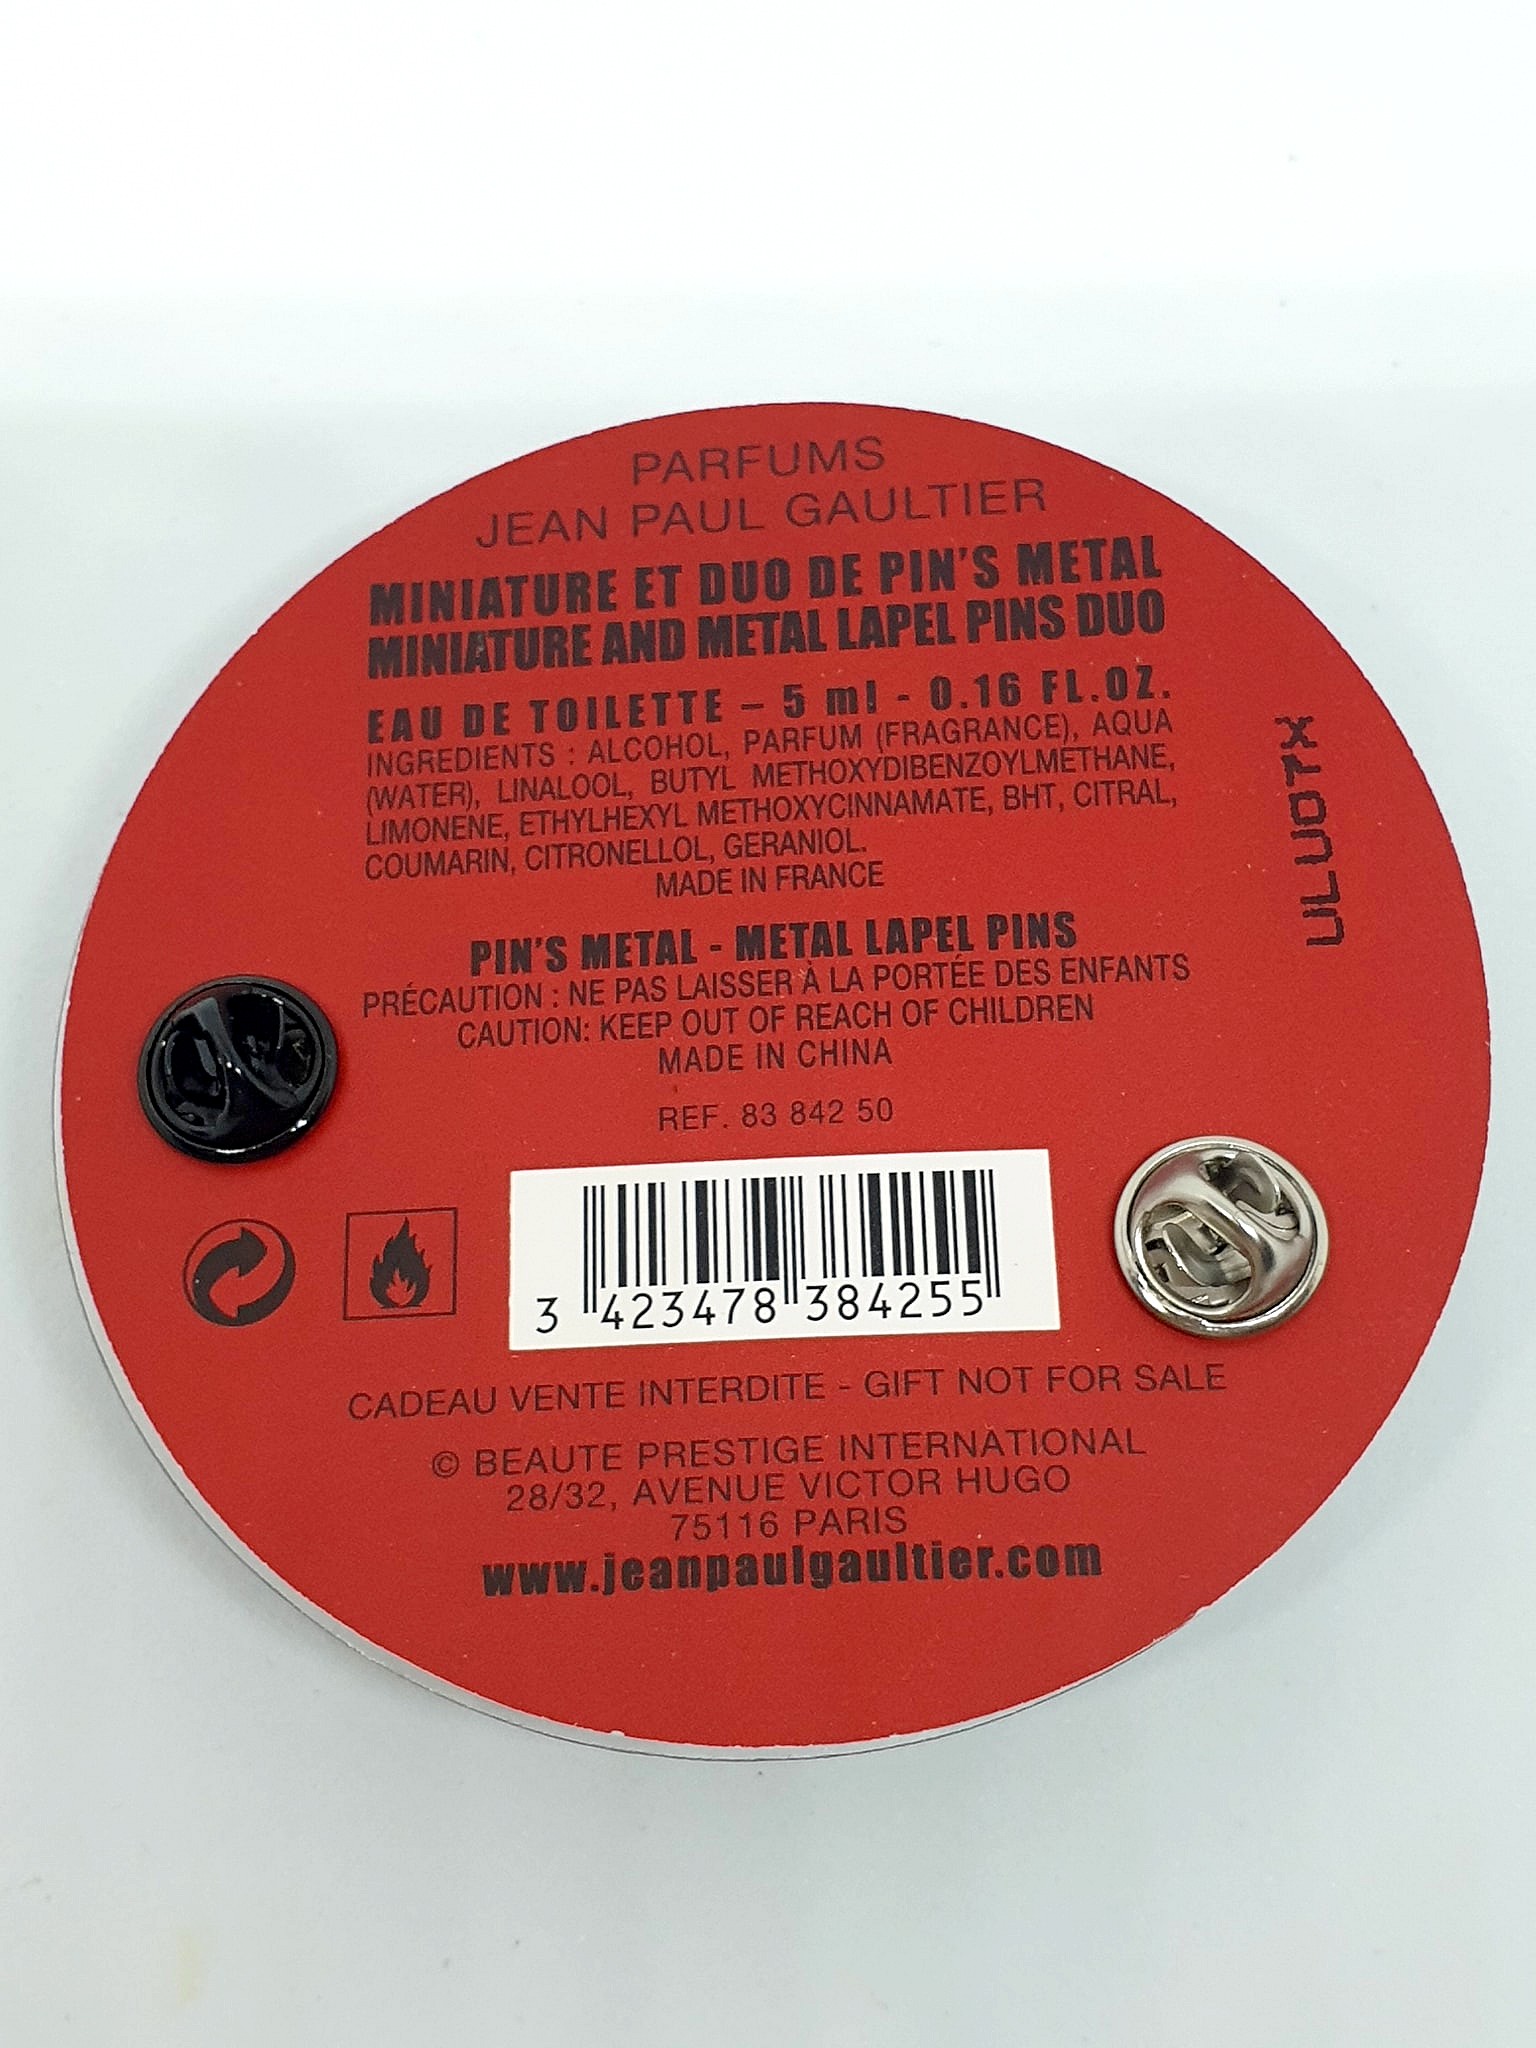 PARFUMS
JEAN PAUL GAULTIER
MINIATURE ET DUO DE PIN'S METAL
MINIATURE AND METAL LAPEL PINS DUO
EAU DE TOILETTE – 5 ml - 0.16 FL.OZ.
INGREDIENTS : ALCOHOL, PARFUM (FRAGRANCE), AQUA
(WATER), LINALOOL, BUTYL METHOXYDIBENZOYLMETHANE,
LIMONENE, ETHYLHEXYL METHOXYCINNAMATE, BHT, CITRAL,
COUMARIN, CITRONELLOL, GERANIOL.
MADE IN FRANCE
PIN'S METAL - METAL LAPEL PINS
PRÉCAUTION : NE PAS LAISSER À LA PORTÉE DES ENFANTS
CAUTION: KEEP OUT OF REACH OF CHILDREN
MADE IN CHINA
REF. 83 842 50
3 423478 384255
CADEAU VENTE INTERDITE - GIFT NOT FOR SALE
© BEAUTE PRESTIGE INTERNATIONAL
28/32, AVENUE VICTOR HUGO
75116 PARIS
www.jeanpaulgaultier.com